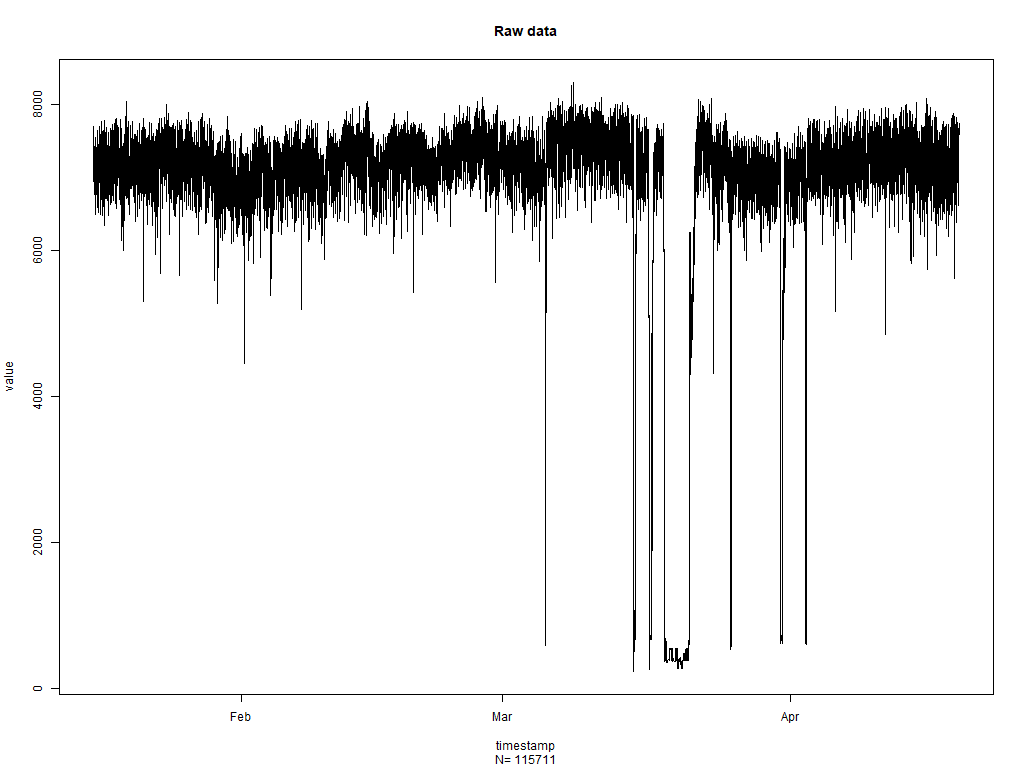 Raw data
8000
6000
4000
2000
0
value
Feb Mar Apr
timestamp
N= 115711